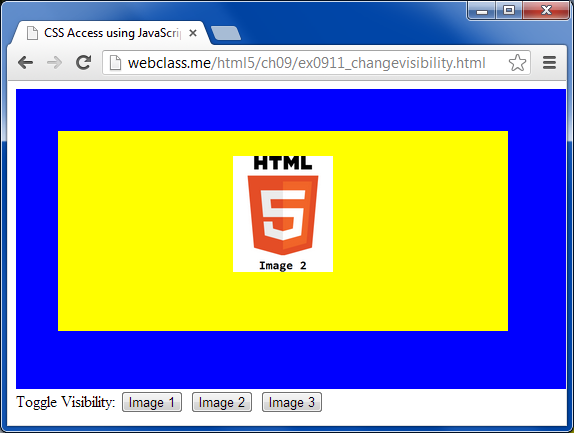 CSS Access using JavaScri
webclass.me/html5/ch09/ex0911_changevisibility.html
HTML
5
Image 2
Toggle Visibility: Image 1 Image 2 Image 3